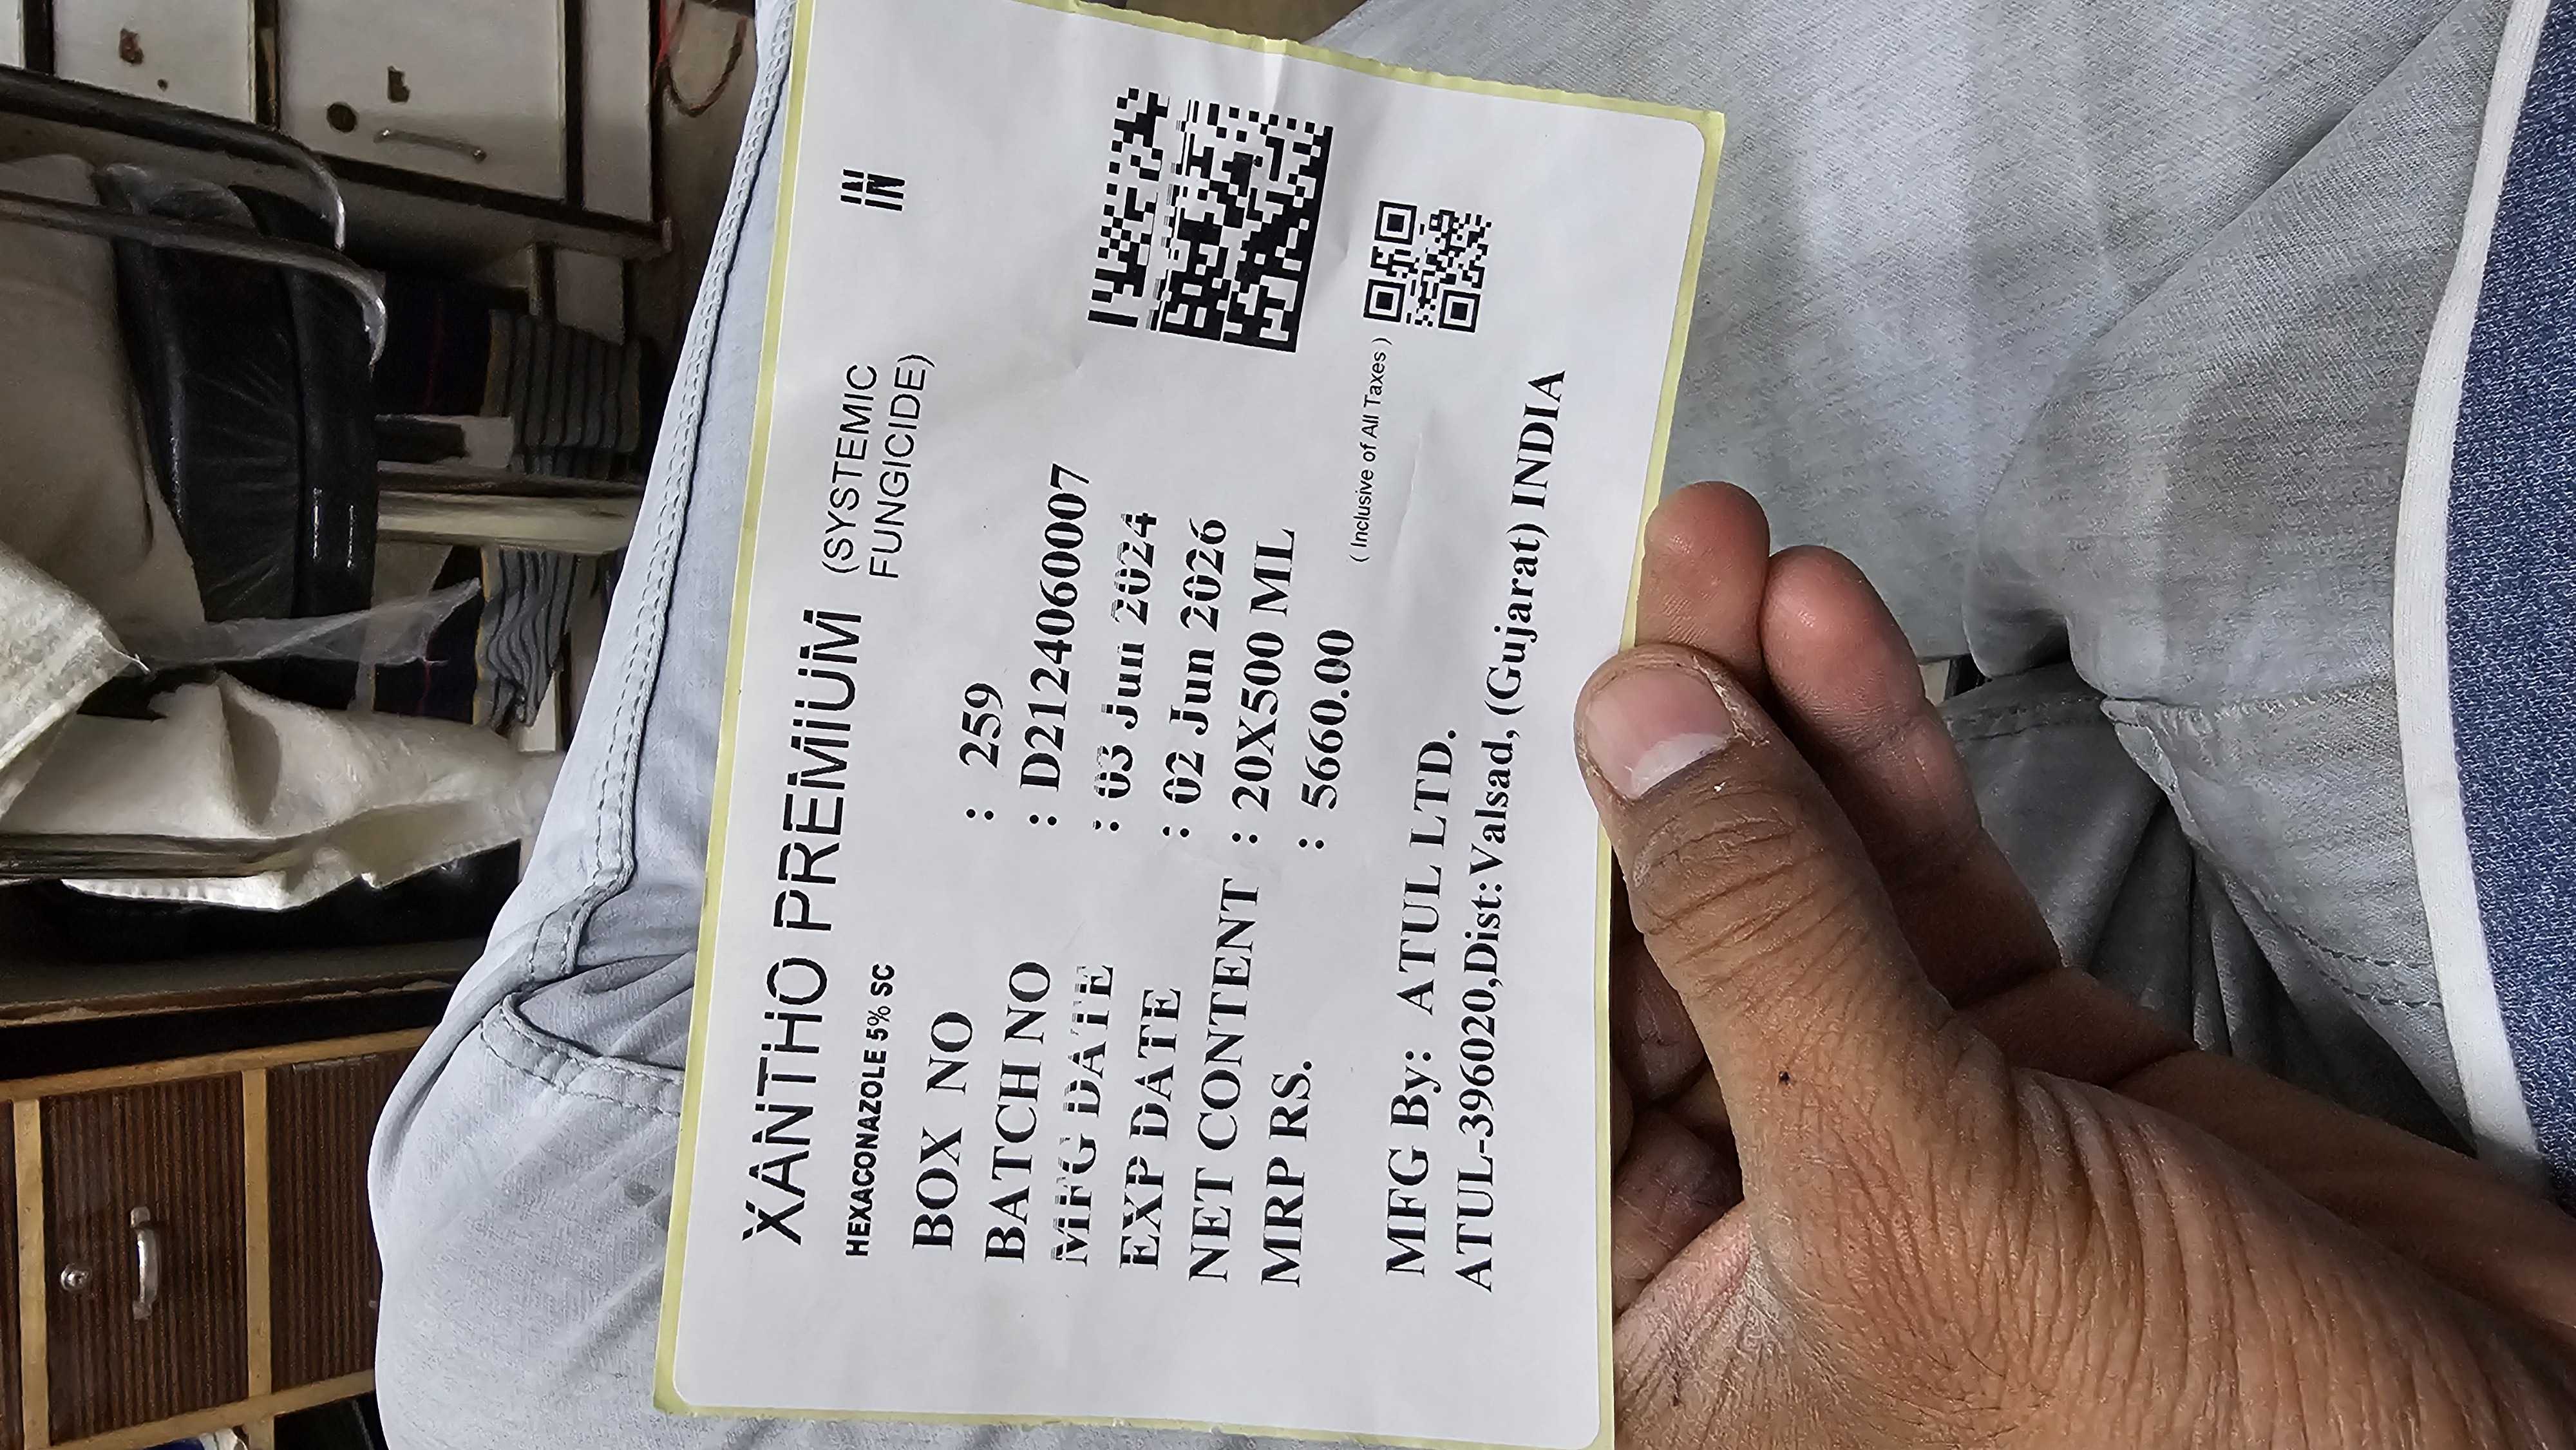 XANTHO PREMIUM (SYSTEMIC FUNGICIDE) IN
HEXACONAZOLE 5% SC
BOX NO : 259
BATCH NO : D2124060007
MFG DATE : 03 Jun 2024
EXP DATE : 02 Jun 2026
NET CONTENT : 20X500 ML
MRP RS. : 5660.00 ( Inclusive of All Taxes )
MFG By: ATUL LTD.
ATUL-396020,Dist:Valsad, (Gujarat) INDIA